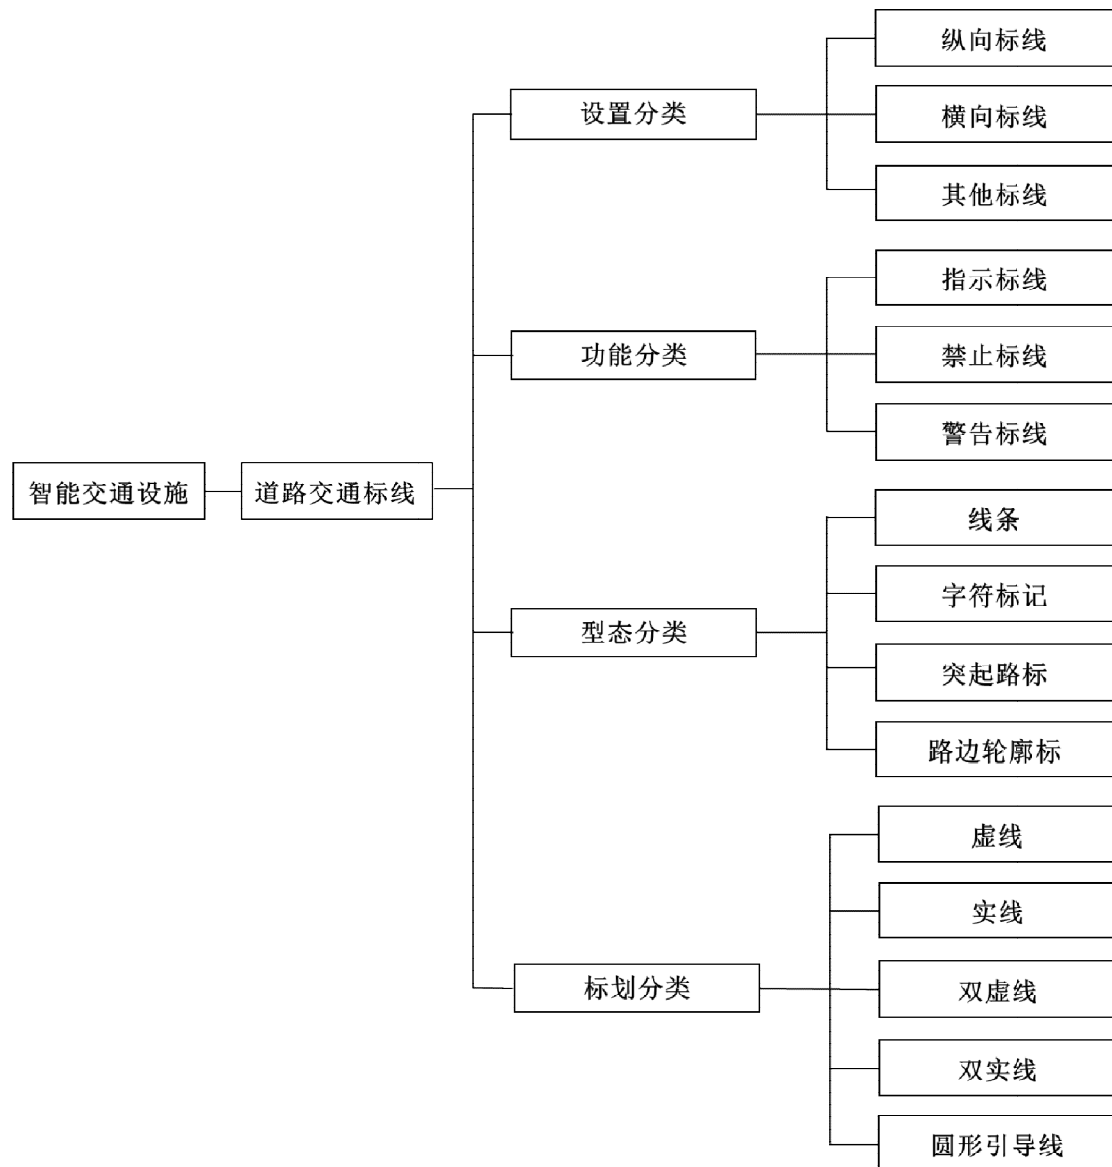 智能交通设施
道路交通标线
设置分类
纵向标线
横向标线
其他标线
功能分类
指示标线
禁止标线
警告标线
型态分类
线条
字符标记
突起路标
路边轮廓标
标划分类
虚线
实线
双虚线
双实线
圆形引导线